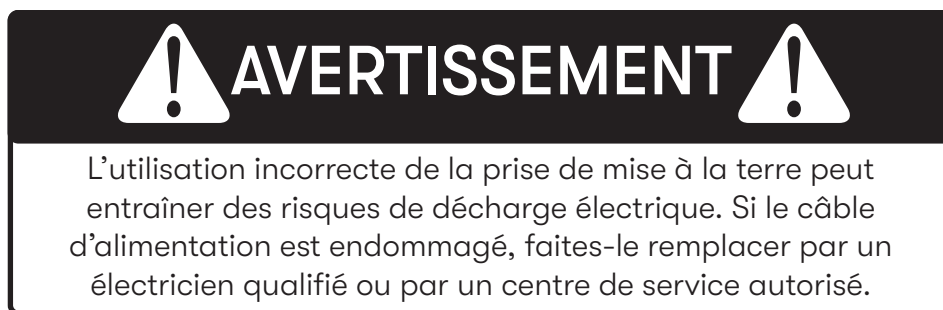 AVERTISSEMENT
L’utilisation incorrecte de la prise de mise à la terre peut
entraîner des risques de décharge électrique. Si le câble
d’alimentation est endommagé, faites-le remplacer par un
électricien qualifié ou par un centre de service autorisé.